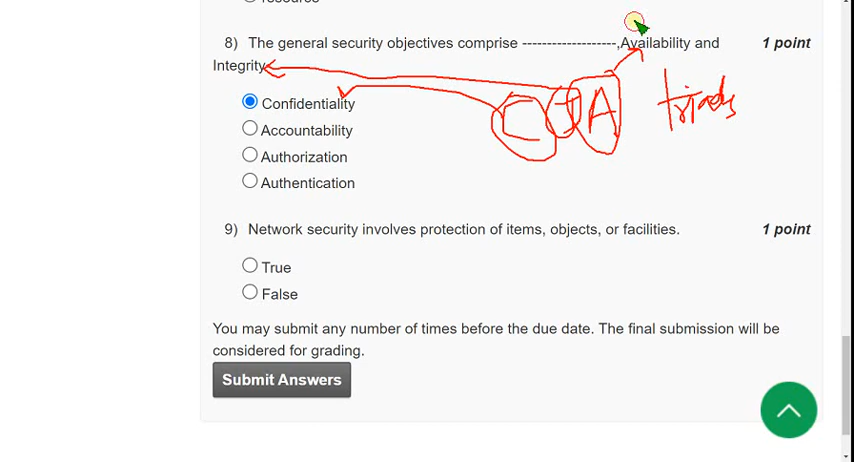 8) The general security objectives comprise ------------------,Availability and 1 point
Integrity
Confidentiality
Accountability
Authorization
Authentication
CIA triads
9) Network security involves protection of items, objects, or facilities. 1 point
True
False
You may submit any number of times before the due date. The final submission will be
considered for grading.
Submit Answers